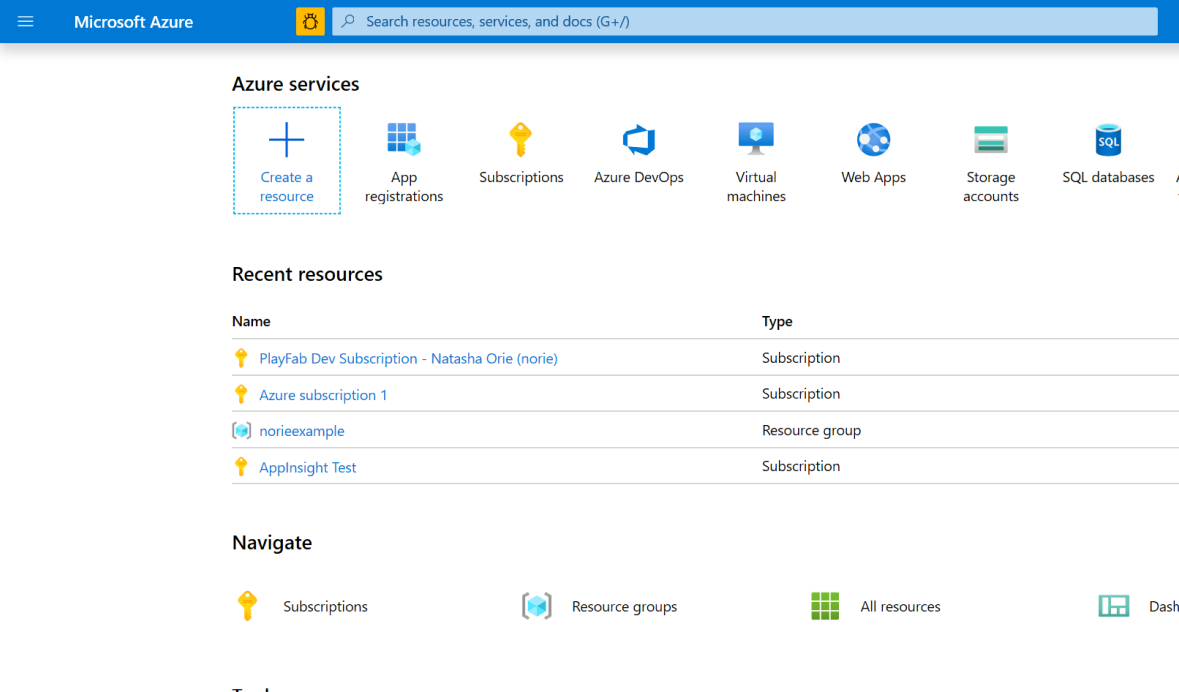 Microsoft Azure
Search resources, services, and docs (G+/)
Azure services
Create a
resource
App
registrations
Subscriptions
Azure DevOps
Virtual
machines
Web Apps
Storage
accounts
SQL
SQL databases
Recent resources
Name Type
PlayFab Dev Subscription - Natasha Orie (norie) Subscription
Azure subscription 1 Subscription
norieexample Resource group
AppInsight Test Subscription
Navigate
Subscriptions Resource groups All resources Dash